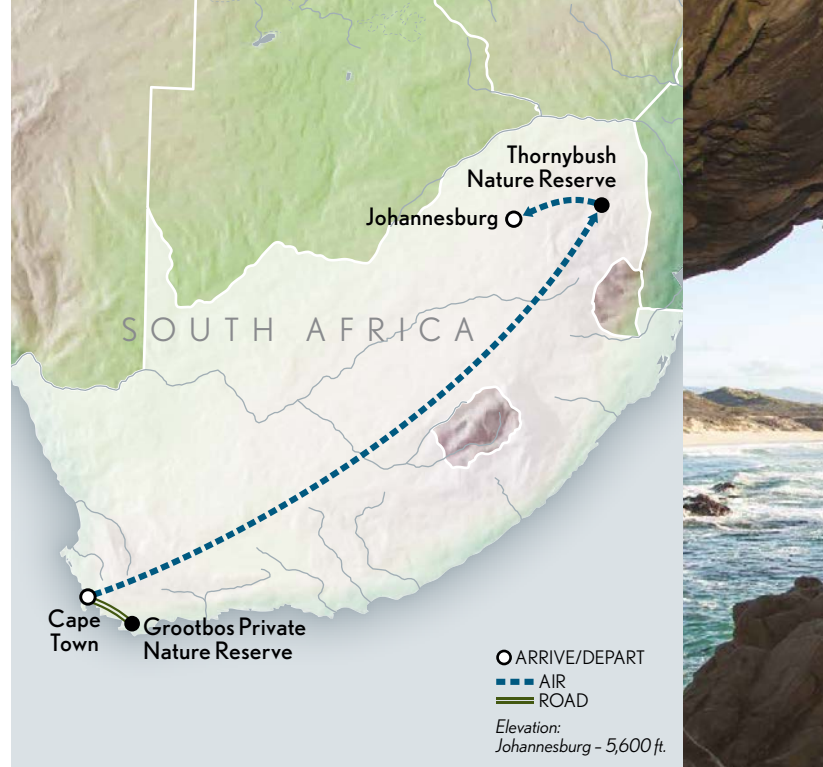 Thornybush
Nature Reserve
Johannesburg
SOUTH AFRICA
Cape
Town
Grootbos Private
Nature Reserve
ARRIVE/DEPART
AIR
ROAD
Elevation:
Johannesburg – 5,600 ft.